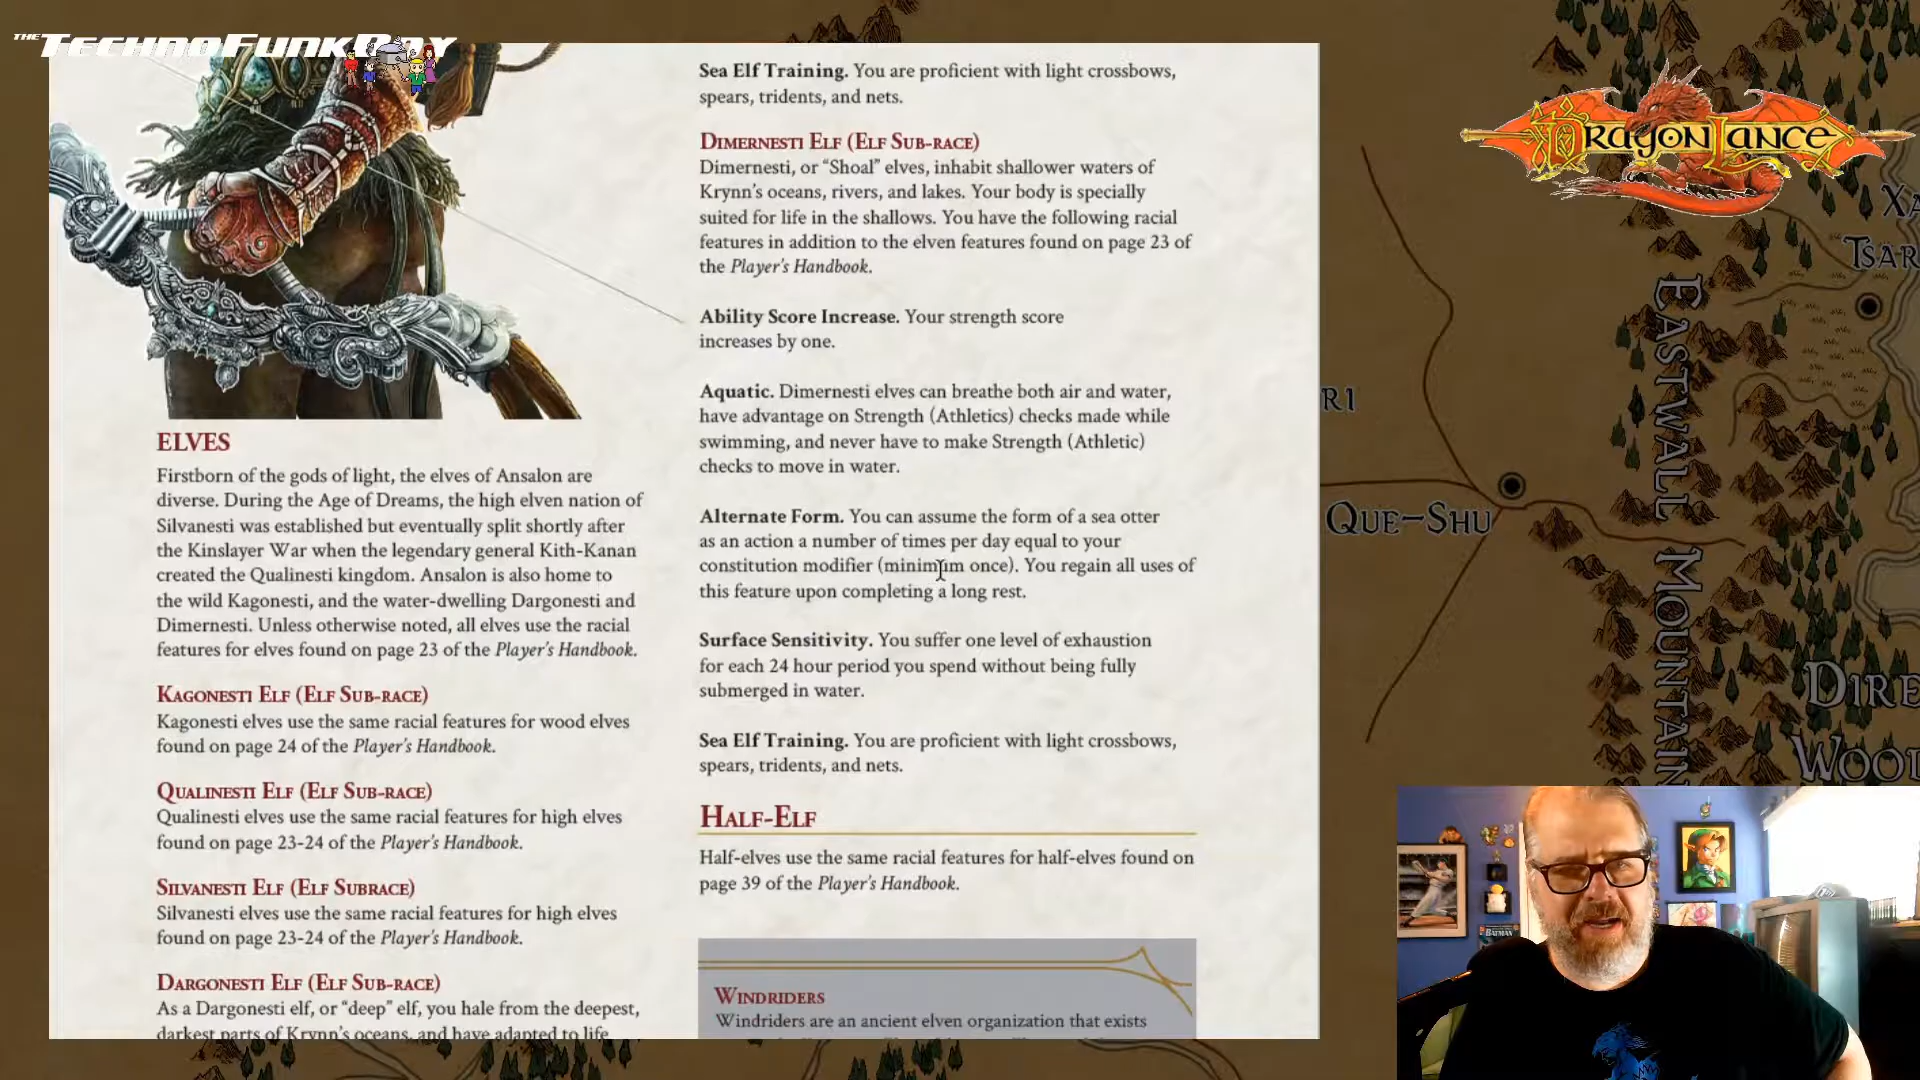 THE TECHNOFUNKBOY
ELVES
Firstborn of the gods of light, the elves of Ansalon are
diverse. During the Age of Dreams, the high elven nation of
Silvanesti was established but eventually split shortly after
the Kinslayer War when the legendary general Kith-Kanan
created the Qualinesti kingdom. Ansalon is also home to
the wild Kagonesti, and the water-dwelling Dargonesti and
Dimernesti. Unless otherwise noted, all elves use the racial
features for elves found on page 23 of the Player's Handbook.
KAGONESTI ELF (ELF SUB-RACE)
Kagonesti elves use the same racial features for wood elves
found on page 24 of the Player's Handbook.
QUALINESTI ELF (ELF SUB-RACE)
Qualinesti elves use the same racial features for high elves
found on page 23-24 of the Player's Handbook.
SILVANESTI ELF (ELF SUBRACE)
Silvanesti elves use the same racial features for high elves
found on page 23-24 of the Player's Handbook.
DARGONESTI ELF (ELF SUB-RACE)
As a Dargonesti elf, or “deep” elf, you hale from the deepest,
darkest parts of Krynn's oceans, and have adapted to life
Sea Elf Training. You are proficient with light crossbows,
spears, tridents, and nets.
DIMERNESTI ELF (ELF SUB-RACE)
Dimernesti, or “Shoal” elves, inhabit shallower waters of
Krynn's oceans, rivers, and lakes. Your body is specially
suited for life in the shallows. You have the following racial
features in addition to the elven features found on page 23 of
the Player's Handbook.
Ability Score Increase. Your strength score
increases by one.
Aquatic. Dimernesti elves can breathe both air and water,
have advantage on Strength (Athletics) checks made while
swimming, and never have to make Strength (Athletic)
checks to move in water.
Alternate Form. You can assume the form of a sea otter
as an action a number of times per day equal to your
constitution modifier (minimum once). You regain all uses of
this feature upon completing a long rest.
Surface Sensitivity. You suffer one level of exhaustion
for each 24 hour period you spend without being fully
submerged in water.
Sea Elf Training. You are proficient with light crossbows,
spears, tridents, and nets.
HALF-ELF
Half-elves use the same racial features for half-elves found on
page 39 of the Player's Handbook.
WINDRIDERS
Windriders are an ancient elven organization that exists
DRAGONLANCE
XA
TSAR
RI
QUE-SHU
EASTWALL MOUNTAIN
DIRE
WOOD
BATMAN